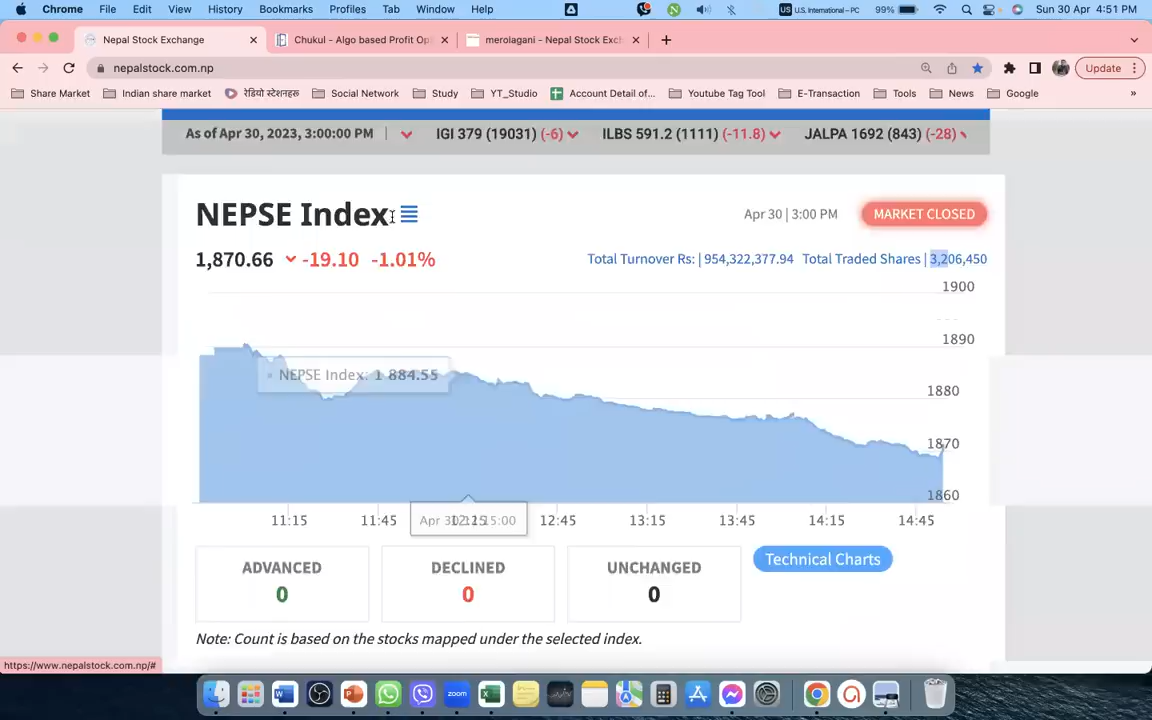 Chrome File Edit View History Bookmarks Profiles Tab Window Help US U.S. International – PC 99% Sun 30 Apr 4:51 PM
Nepal Stock Exchange Chukul - Algo based Profit Op merolagani - Nepal Stock Exch
nepalstock.com.np Update
Share Market Indian share market रेडियो स्टेशनहरू Social Network Study YT_Studio Account Detail of... Youtube Tag Tool E-Transaction Tools News Google »
As of Apr 30, 2023, 3:00:00 PM IGI 379 (19031) (-6) ILBS 591.2 (1111) (-11.8) JALPA 1692 (843) (-28)
NEPSE Index Apr 30 | 3:00 PM MARKET CLOSED
1,870.66 -19.10 -1.01% Total Turnover Rs: | 954,322,377.94 Total Traded Shares | 3,206,450
1900
1890
NEPSE Index: 1 884.55
1880
1870
1860
11:15 11:45 12:15 12:45 13:15 13:45 14:15 14:45
ADVANCED DECLINED UNCHANGED Technical Charts
0 0 0
Note: Count is based on the stocks mapped under the selected index.
https://www.nepalstock.com.np/#
zoom